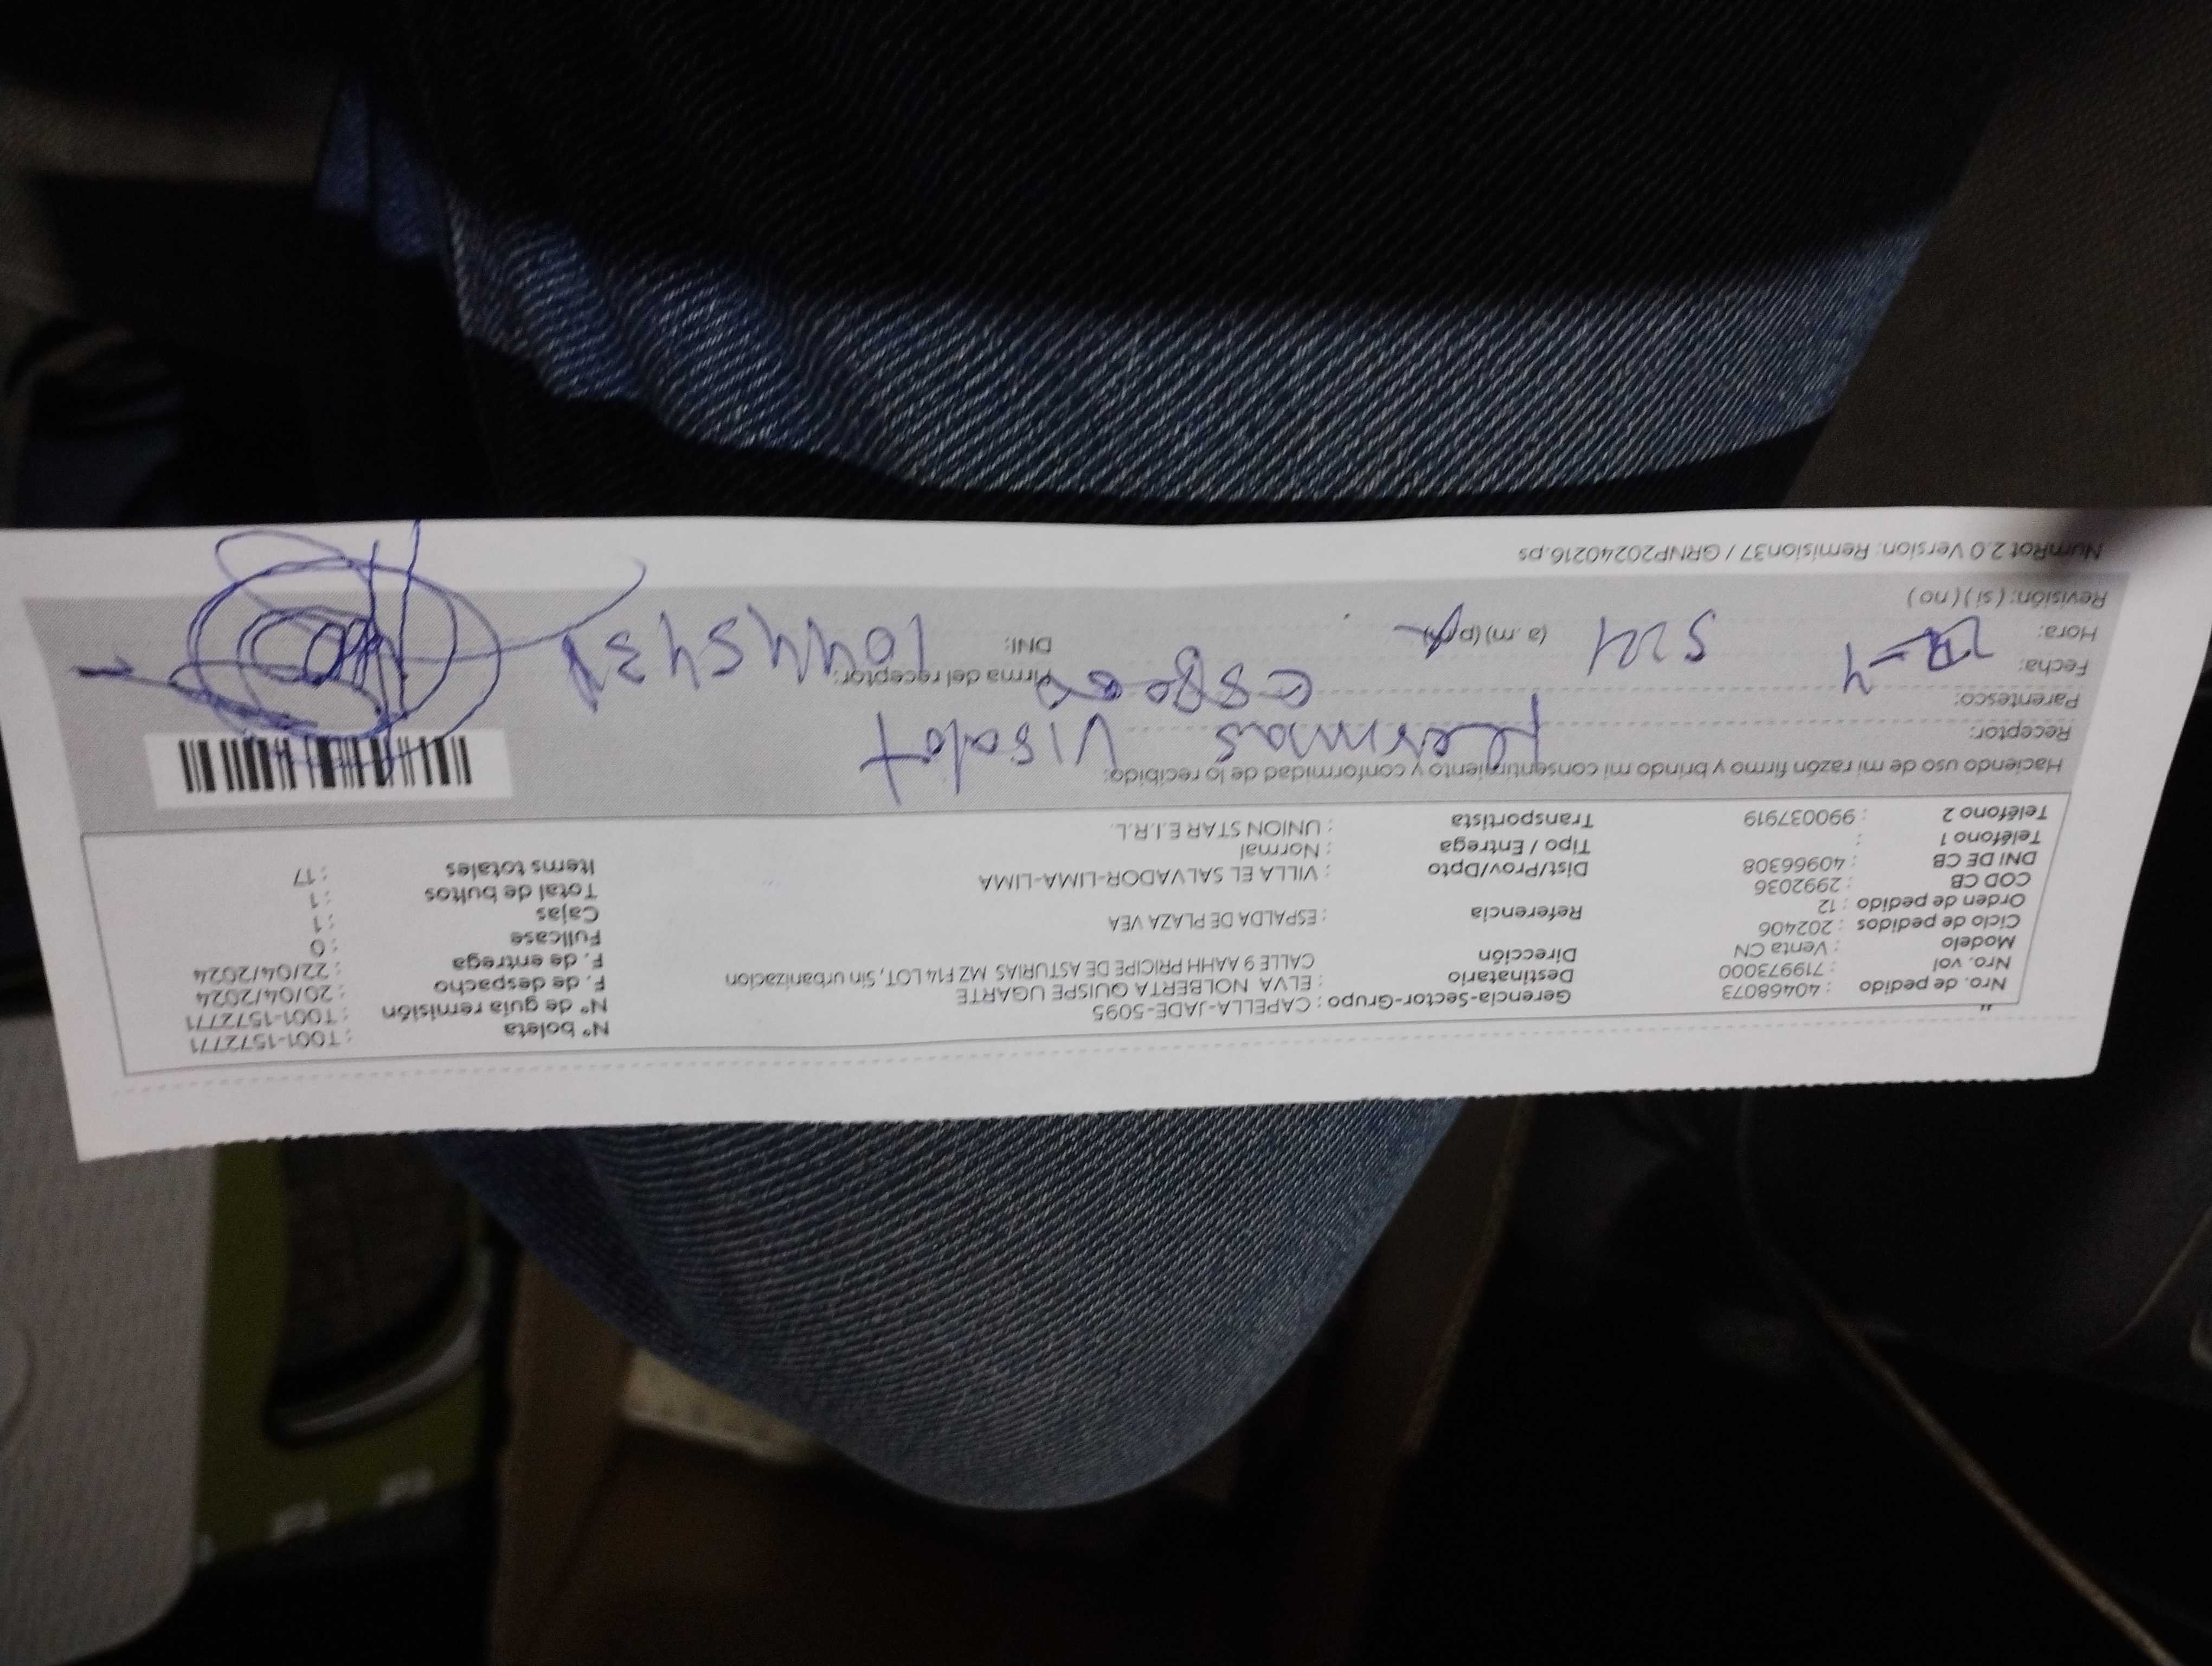 Nro. de pedido : 40468073
Nro. vol : 719973000
Modelo : Venta CN
Ciclo de pedidos : 202406
Orden de pedido : 12
COD CB : 2992036
DNI DE CB : 40966308
Teléfono 1 :
Teléfono 2 : 990037919
Gerencia-Sector-Grupo : CAPELLA-JADE-5095
Destinatario : ELVA NOLBERTA QUISPE UGARTE
Dirección CALLE 9 AAHH PRICIPE DE ASTURIAS MZ F14 LOT, Sin urbanizacion
Referencia : ESPALDA DE PLAZA VEA
Dist/Prov/Dpto : VILLA EL SALVADOR-LIMA-LIMA
Tipo / Entrega : Normal
Transportista : UNION STAR E.I.R.L.
Nº boleta : T001-1572771
Nº de guía remisión : T001-1572771
F. de despacho : 20/04/2024
F. de entrega : 22/04/2024
Fullcase : 0
Cajas : 1
Total de bultos : 1
Items totales : 17
Haciendo uso de mi razón firmo y brindo mi consentimiento y conformidad de lo recibido:
Receptor: Visalot
Parentesco: esposo
Fecha:
Hora: (a.m)(p.m)
Revisión: ( si ) ( no )
Firma del receptor:
DNI:
NumRot 2.0 Version: Remision37 / GRNP20240216.ps